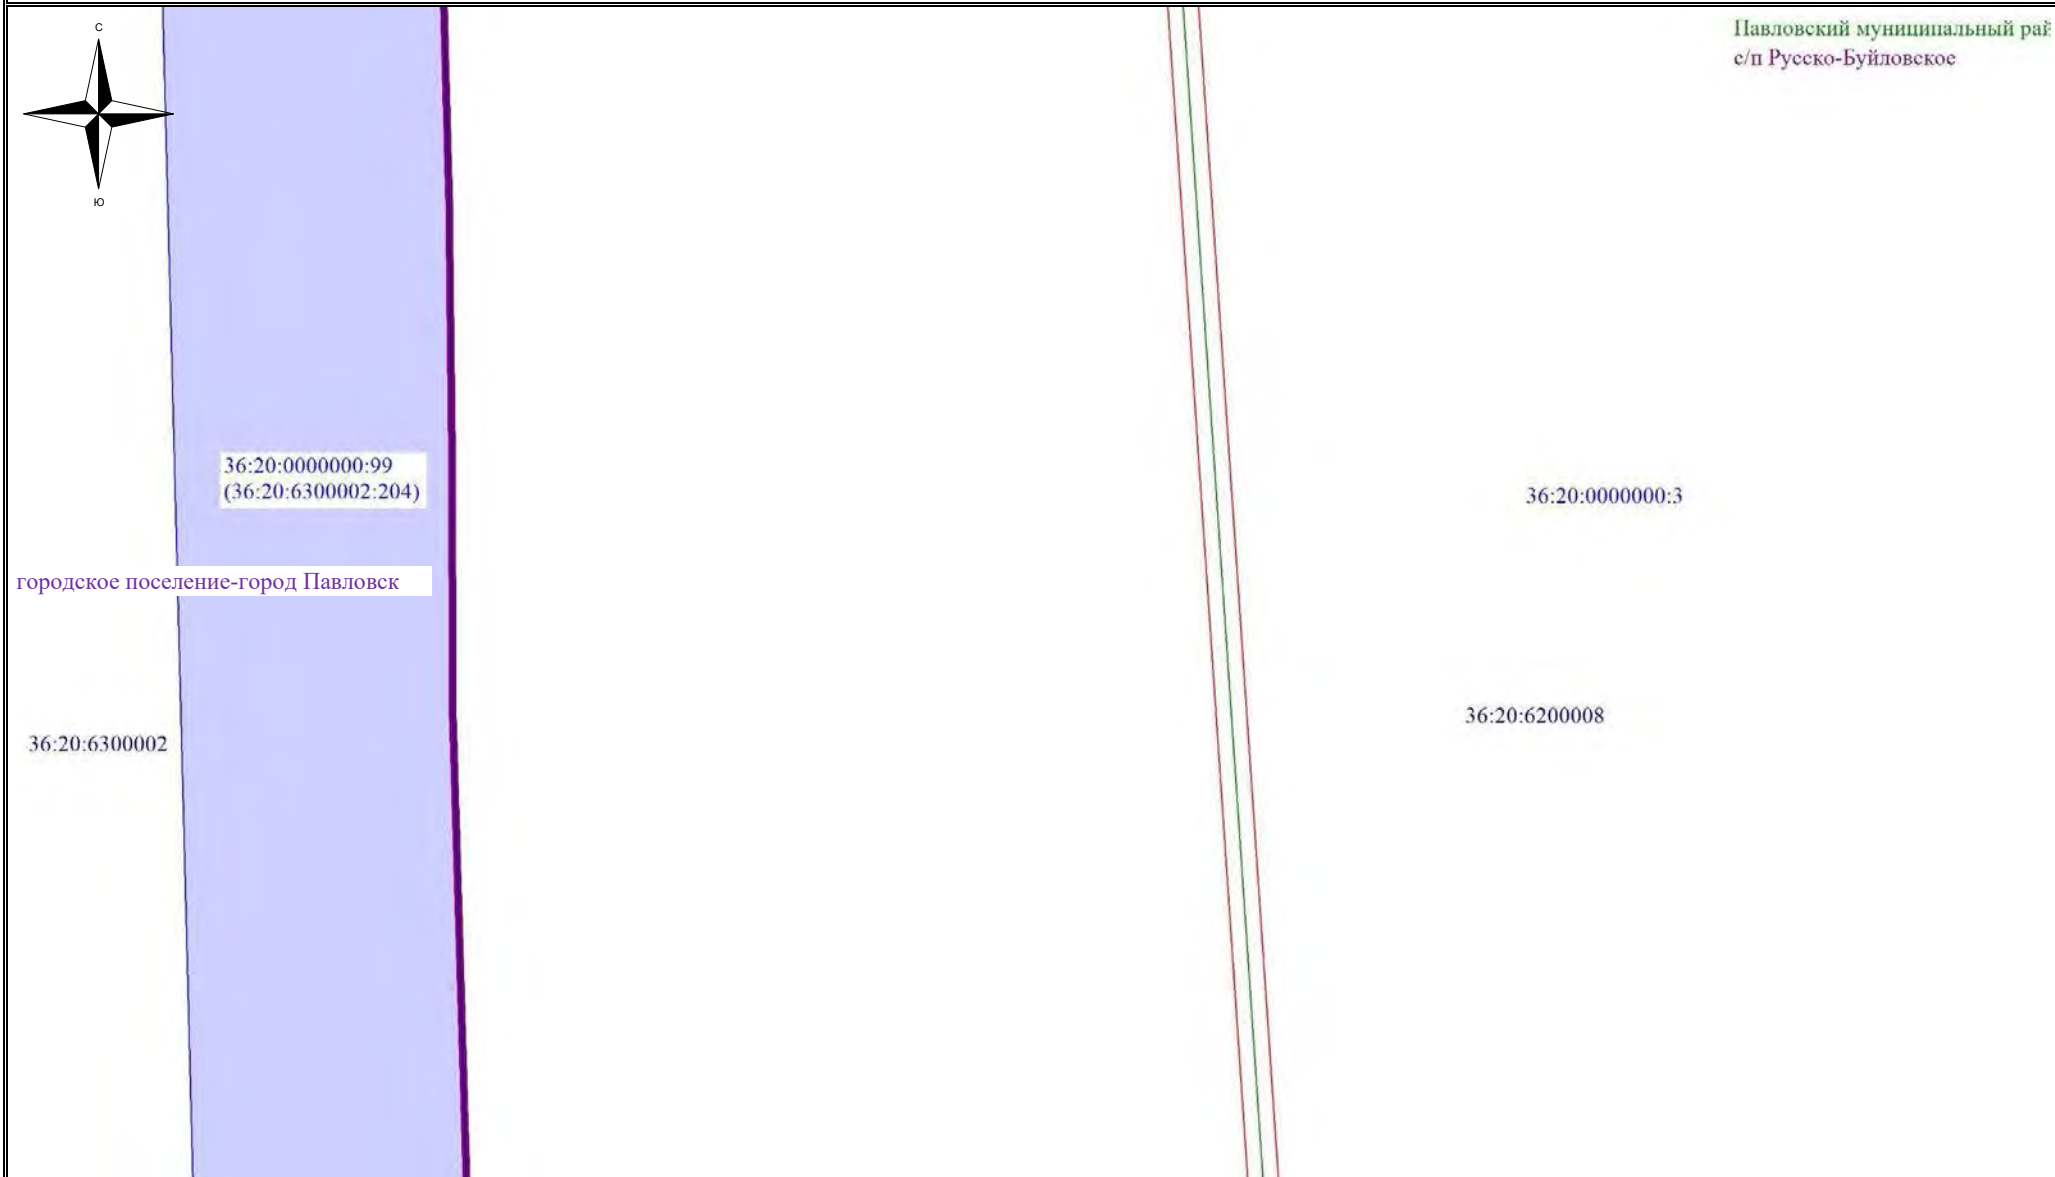 С
Ю
Павловский муниципальный
с/п Русско-Буйловское
36:20:0000000:99
(36:20:6300002:204)
36:20:0000000:3
городское поселение-город Павловск
36:20:6200008
36:20:6300002